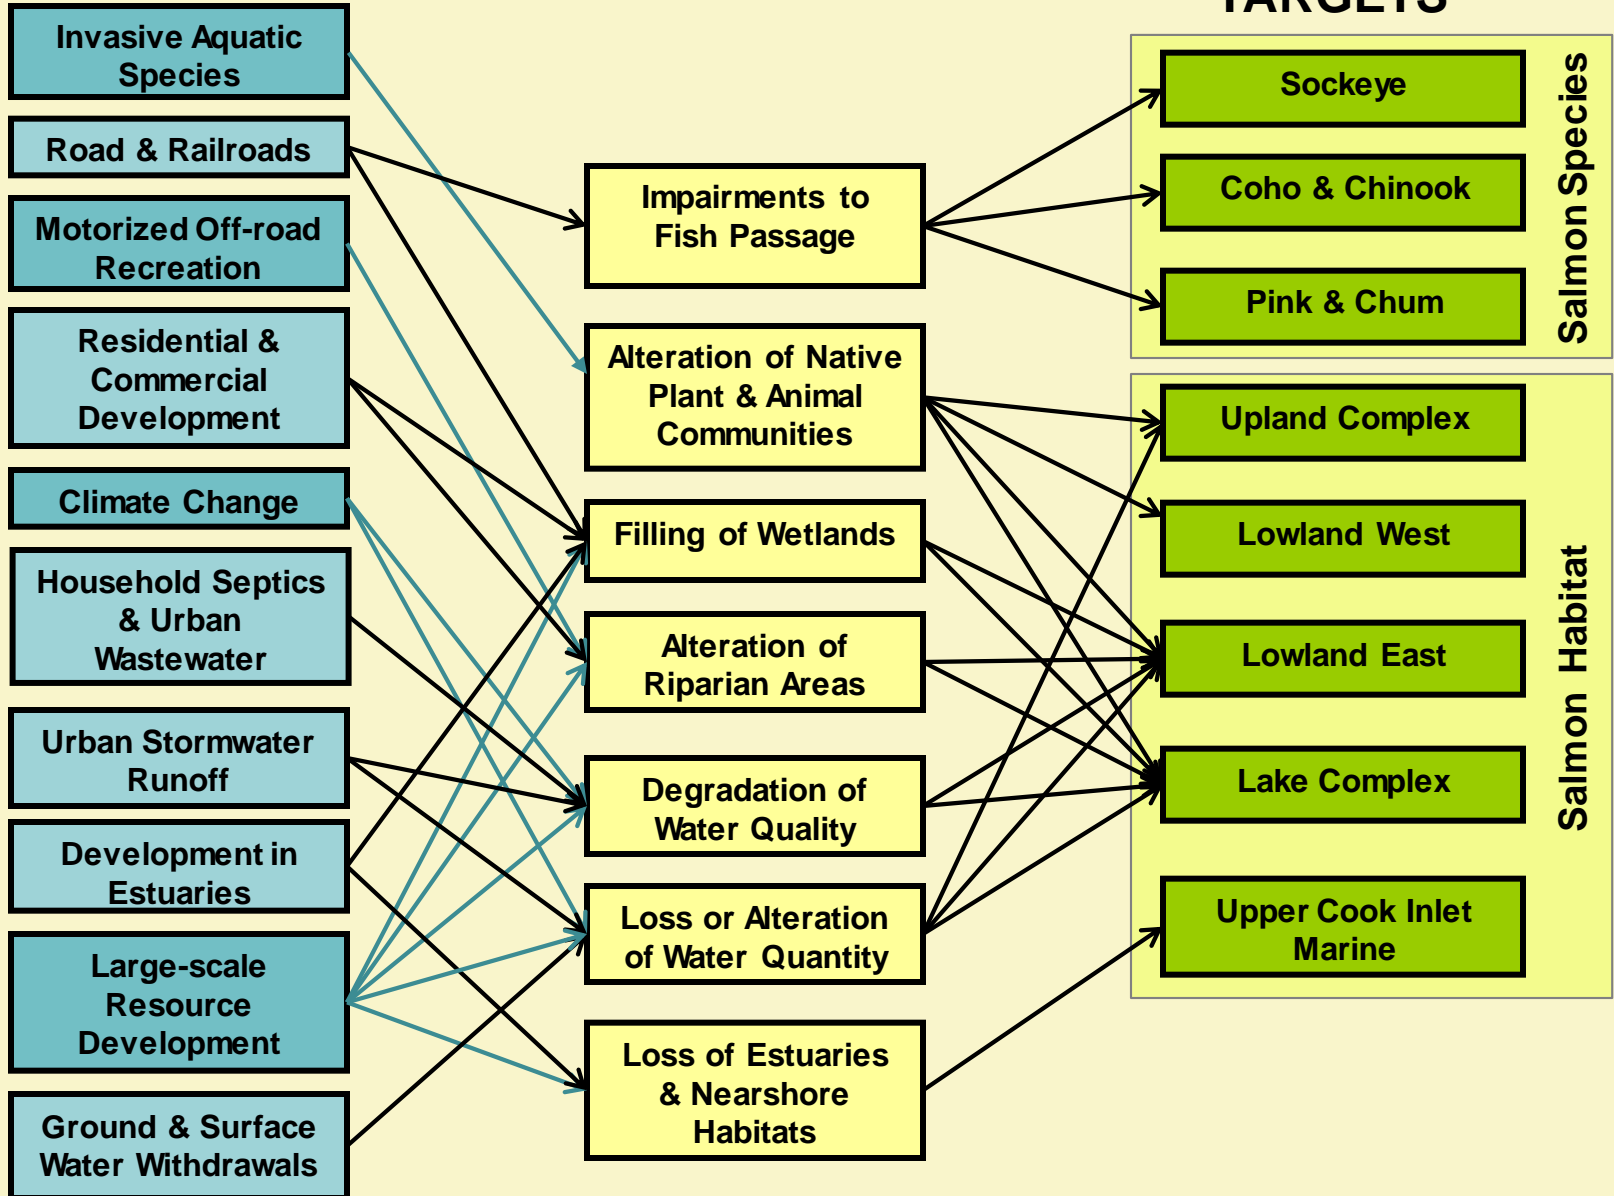 TARGETS
Invasive Aquatic
Species
Road & Railroads
Motorized Off-road
Recreation
Residential &
Commercial
Development
Climate Change
Household Septics
& Urban
Wastewater
Urban Stormwater
Runoff
Development in
Estuaries
Large-scale
Resource
Development
Ground & Surface
Water Withdrawals
Impairments to
Fish Passage
Alteration of Native
Plant & Animal
Communities
Filling of Wetlands
Alteration of
Riparian Areas
Degradation of
Water Quality
Loss or Alteration
of Water Quantity
Loss of Estuaries
& Nearshore
Habitats
Sockeye
Coho & Chinook
Pink & Chum
Salmon Species
Upland Complex
Lowland West
Lowland East
Lake Complex
Upper Cook Inlet
Marine
Salmon Habitat